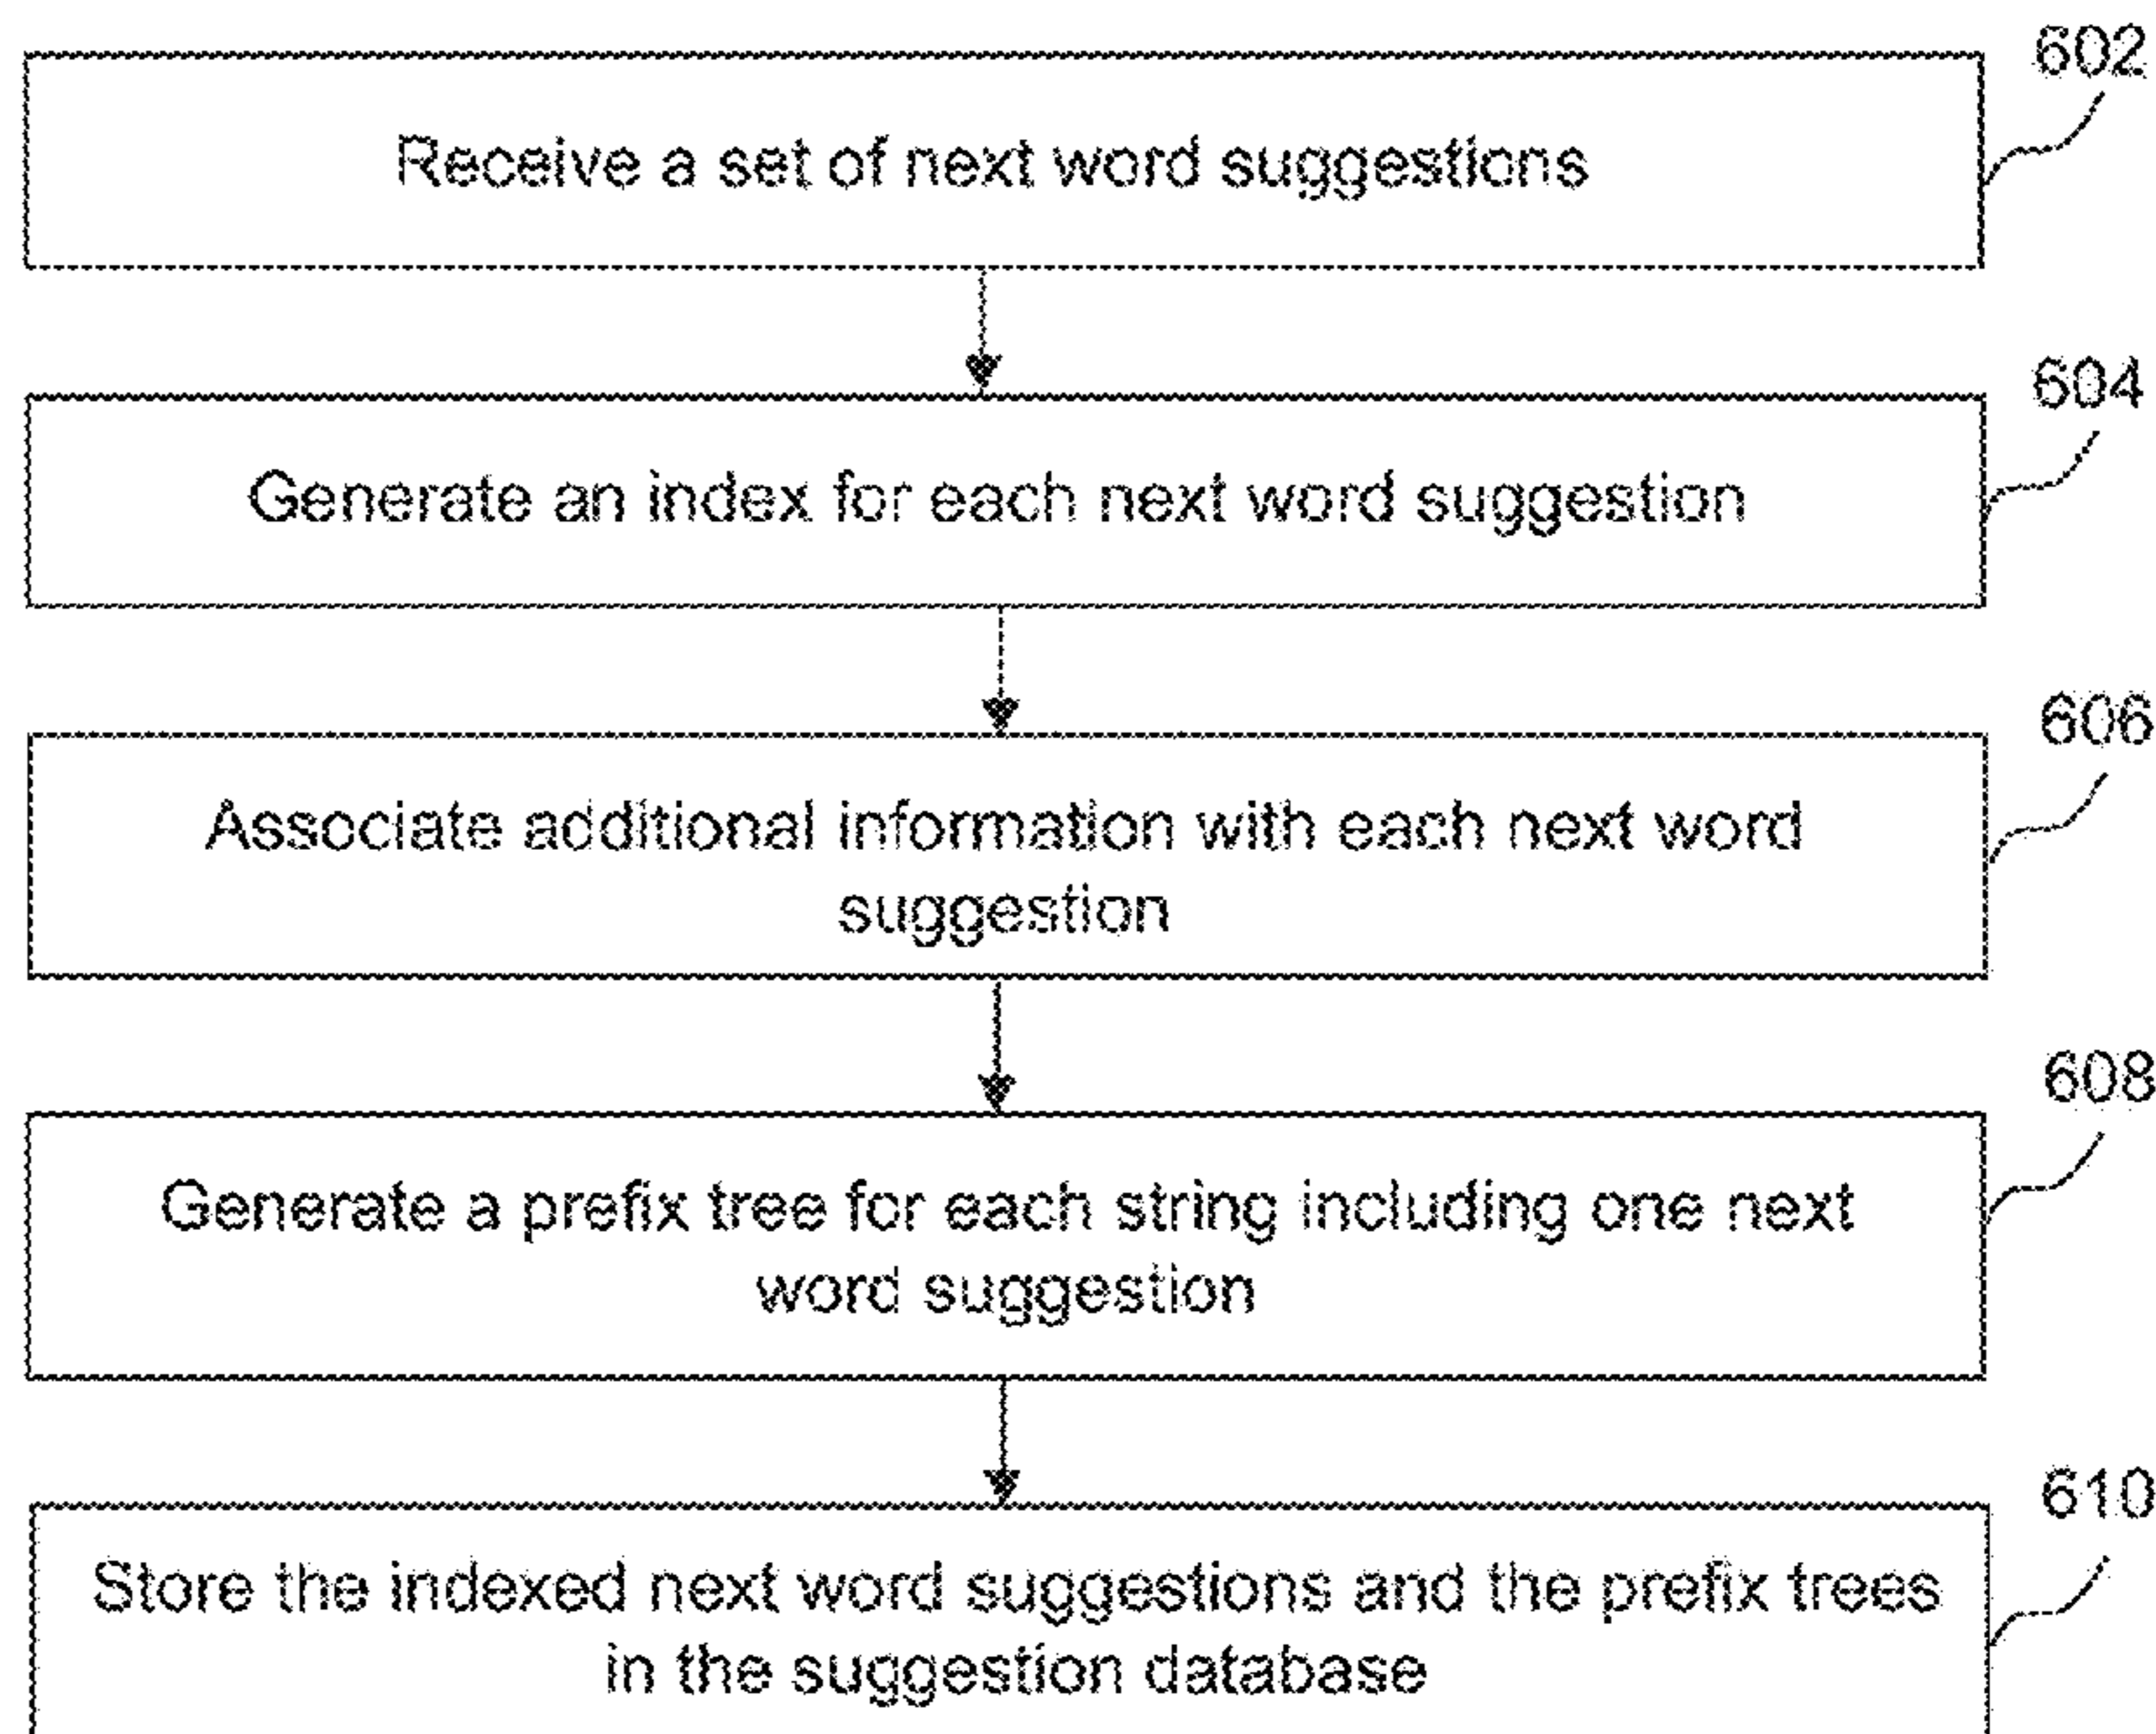 602
Receive a set of next word suggestions
604
Generate an index for each next word suggestion
606
Associate additional information with each next word
suggestion
608
Generate a prefix tree for each string including one next
word suggestion
610
Store the indexed next word suggestions and the prefix trees
in the suggestion database